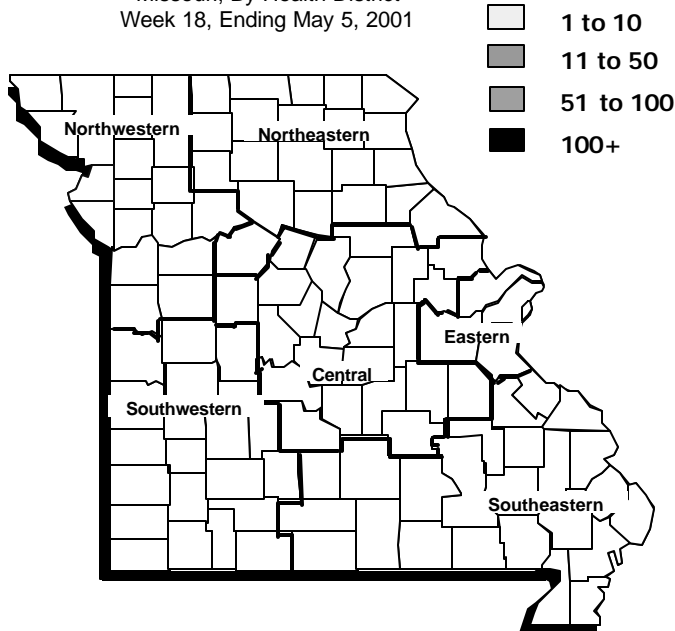 Missouri, By Health District
Week 18, Ending May 5, 2001
1 to 10
11 to 50
51 to 100
100+
Northwestern
Northeastern
Eastern
Central
Southwestern
Southeastern